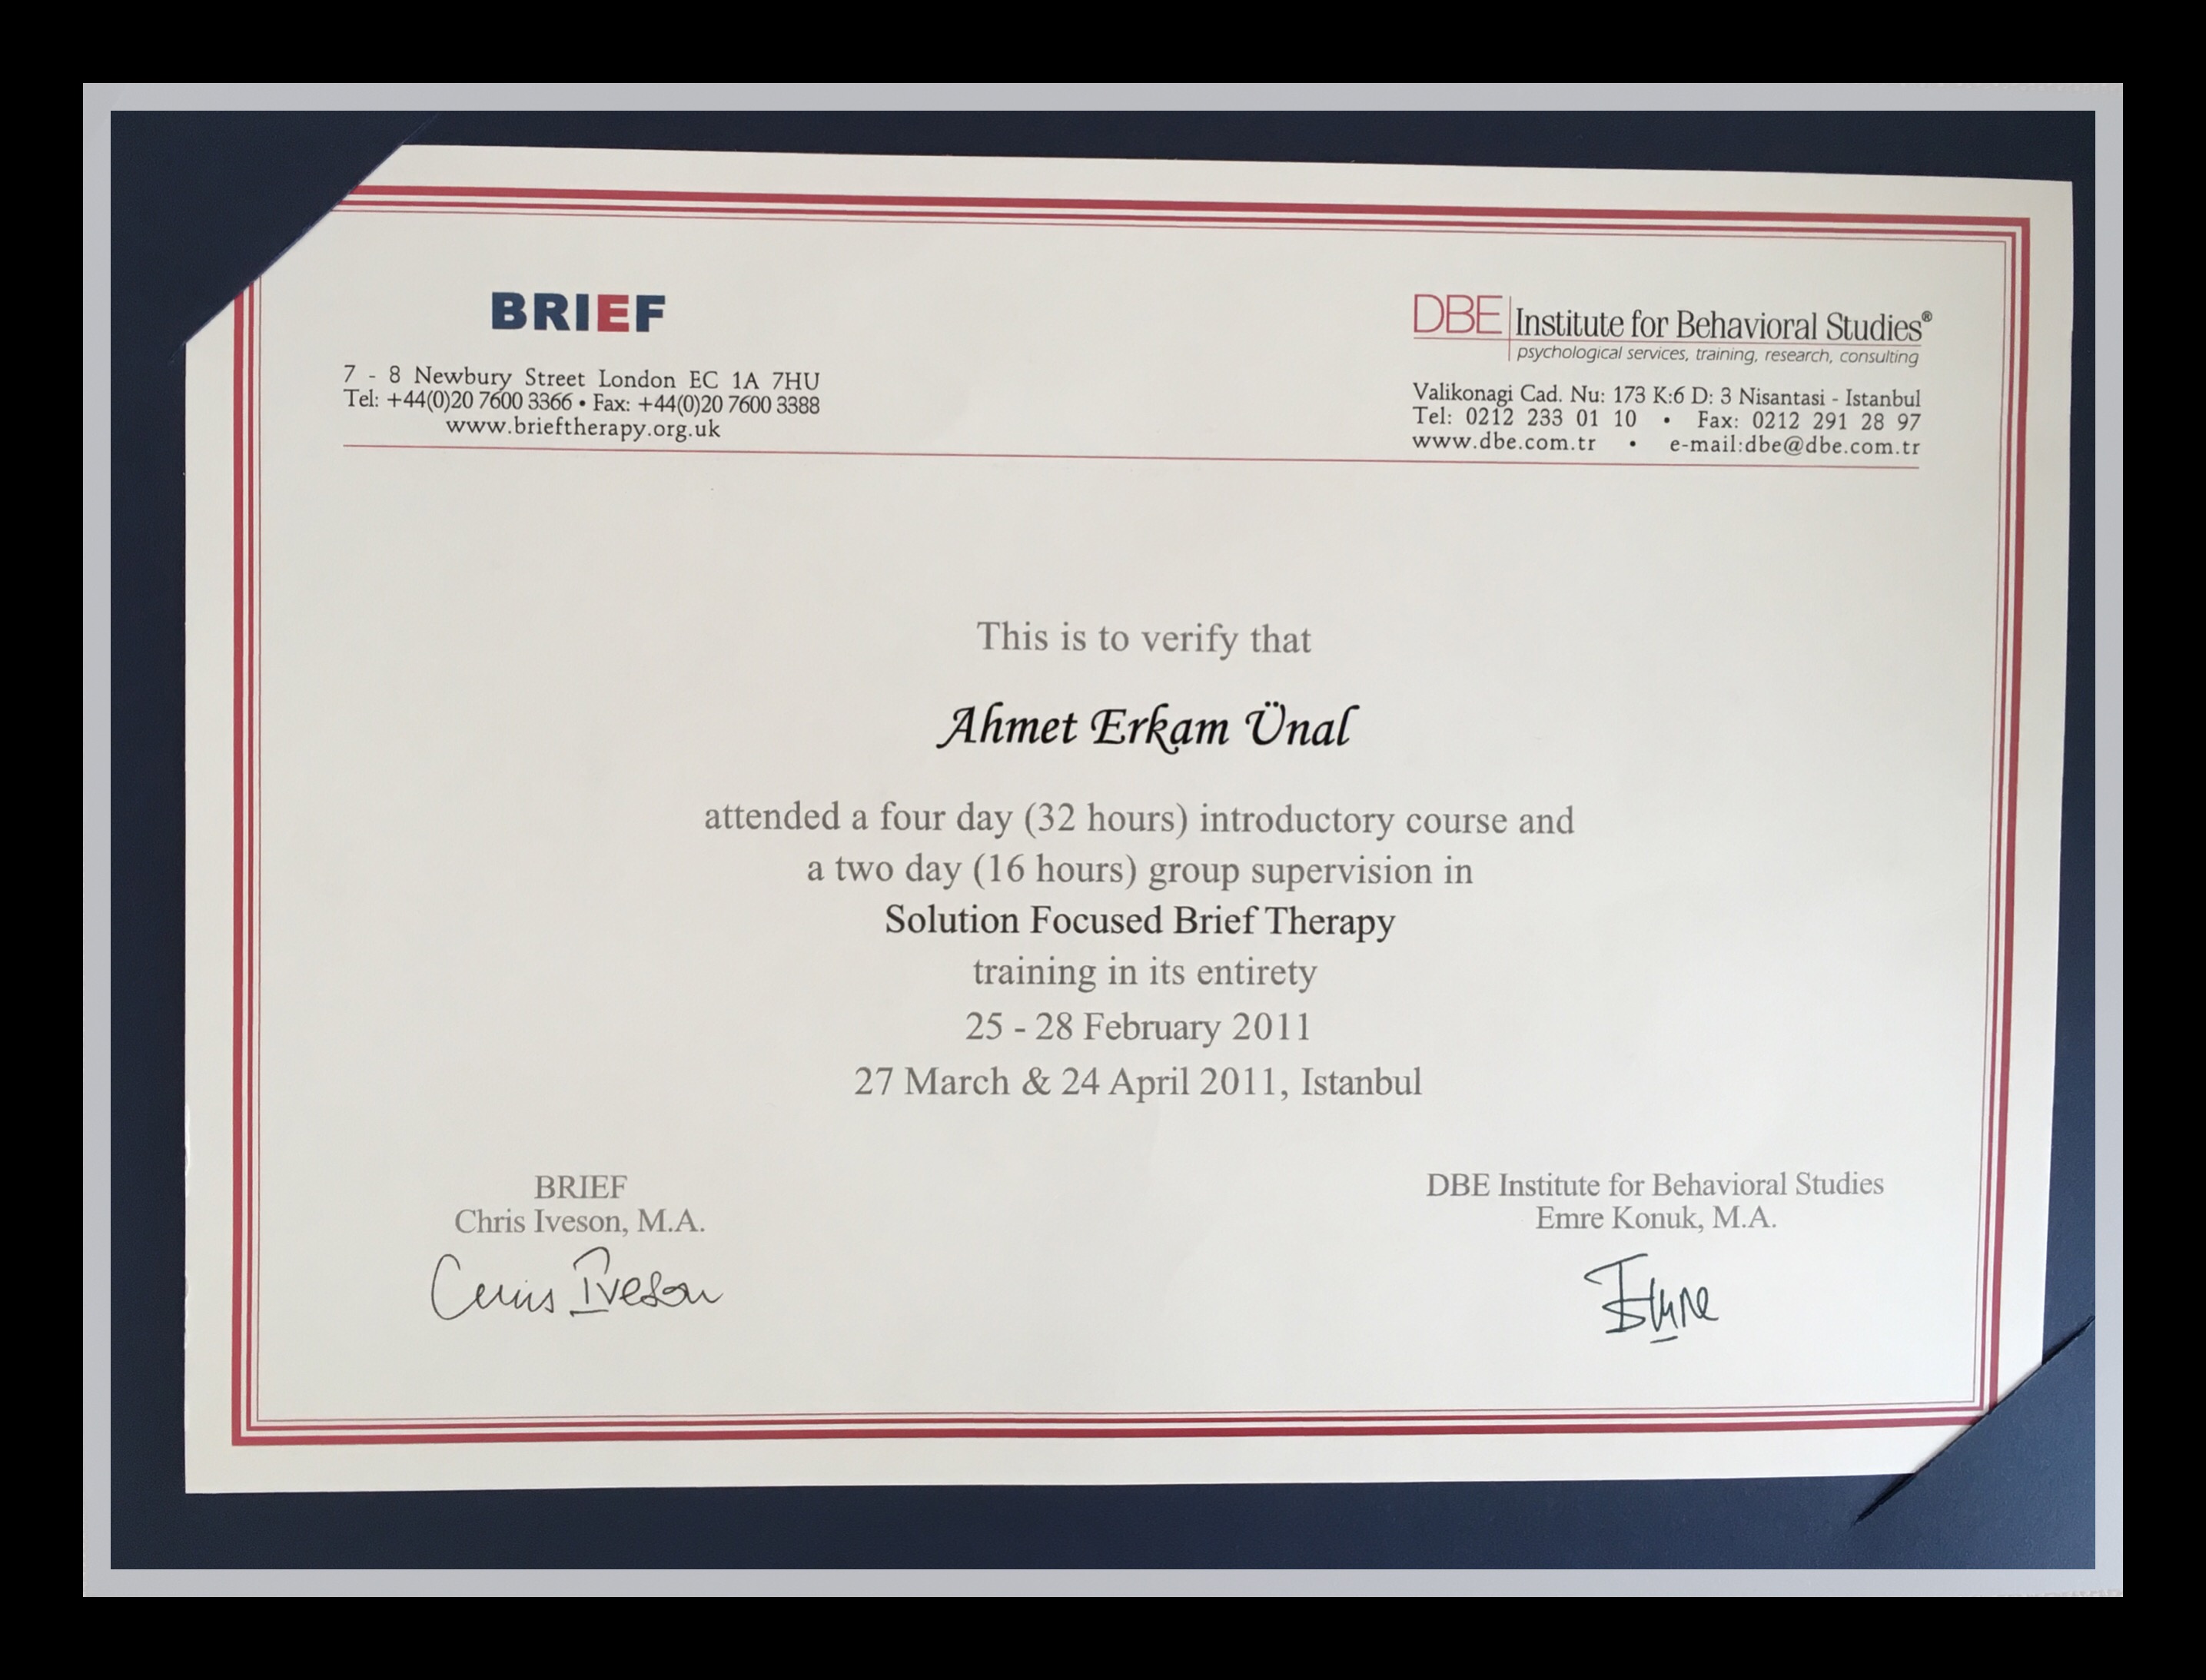 BRIEF
7 - 8 Newbury Street London EC 1A 7HU
Tel: +44(0)20 7600 3366 • Fax: +44(0)20 7600 3388
www.brieftherapy.org.uk
DBE Institute for Behavioral Studies®
psychological services, training, research, consulting
Valikonagi Cad. Nu: 173 K:6 D: 3 Nisantasi - Istanbul
Tel: 0212 233 01 10 • Fax: 0212 291 28 97
www.dbe.com.tr • e-mail:dbe@dbe.com.tr
This is to verify that
Ahmet Erkam Ünal
attended a four day (32 hours) introductory course and
a two day (16 hours) group supervision in
Solution Focused Brief Therapy
training in its entirety
25 - 28 February 2011
27 March & 24 April 2011, Istanbul
BRIEF
Chris Iveson, M.A.
Chris Iveson
DBE Institute for Behavioral Studies
Emre Konuk, M.A.
Emre